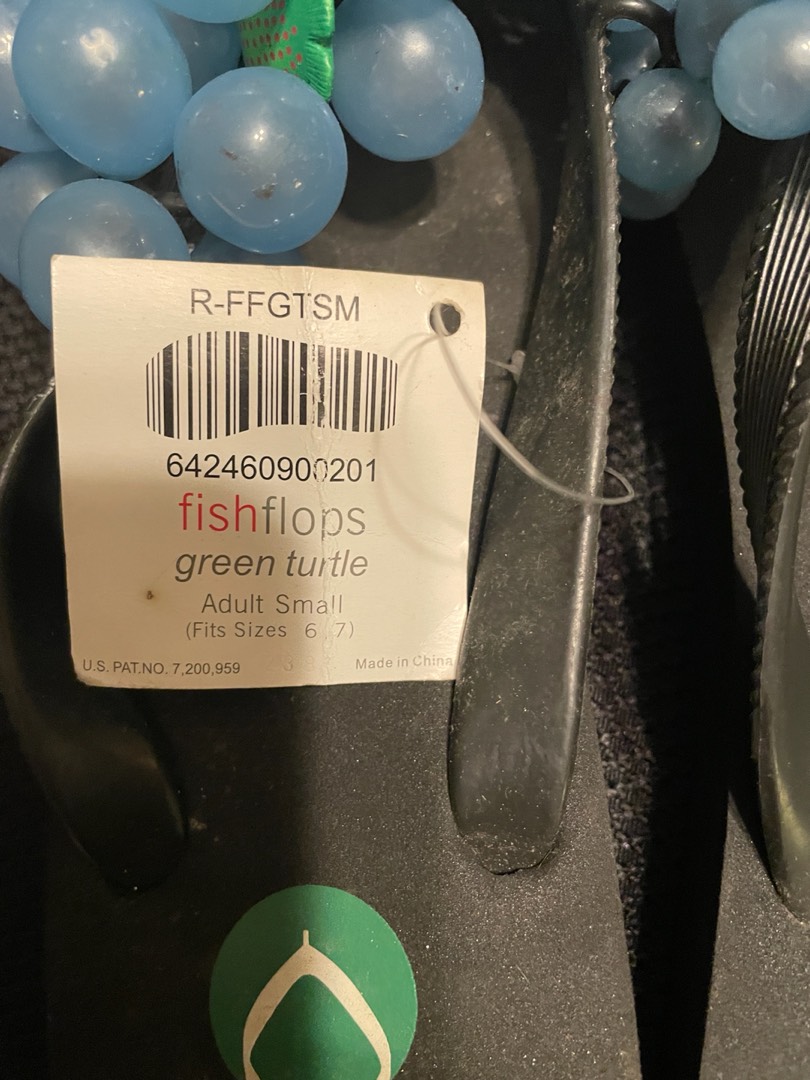 R-FFGTSM
642460900201
fishflops
green turtle
Adult Small
(Fits Sizes 6 7)
U.S. PAT.NO. 7,200,959
Made in China